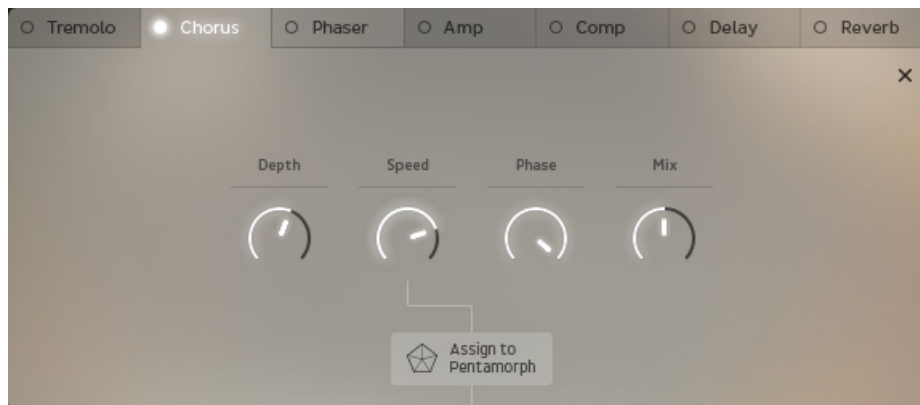 Tremolo Chorus Phaser Amp Comp Delay Reverb
Depth Speed Phase Mix
Assign to
Pentamorph